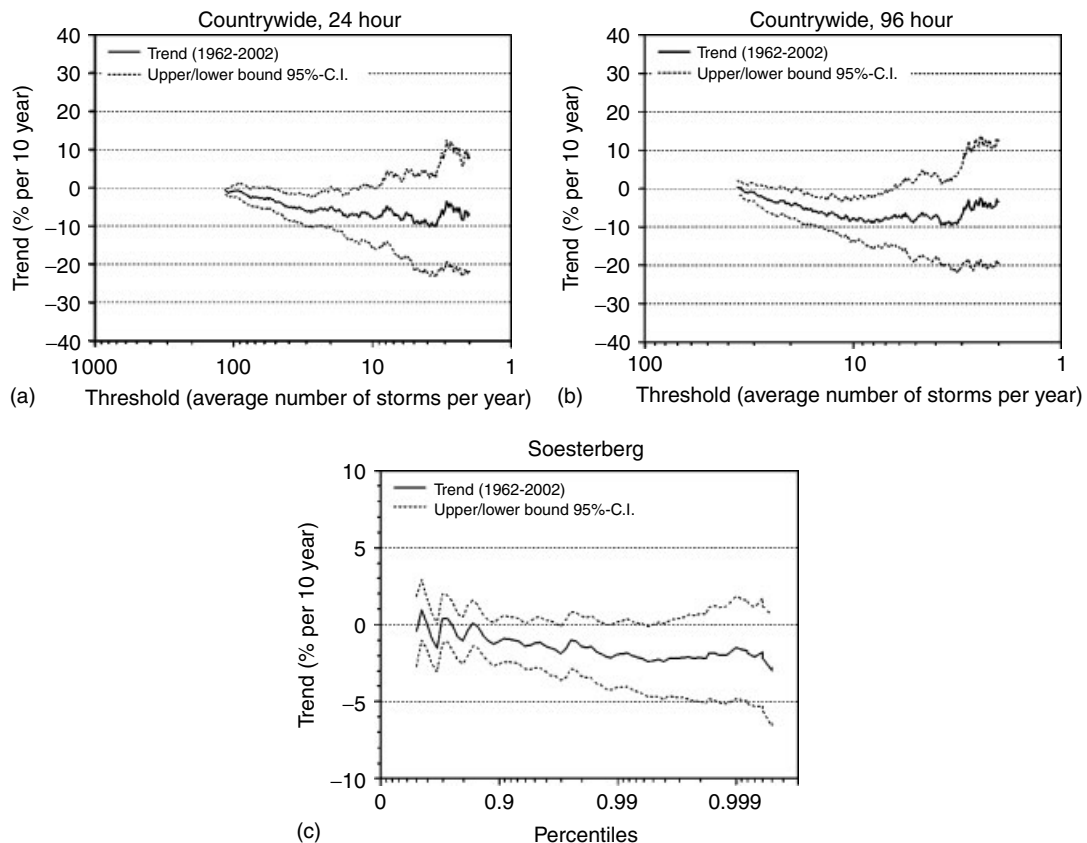 Countywide, 24 hour
40
30
20
10
0
−10
−20
−30
−40
Trend (% per 10 year)
Trend (1962-2002)
Upper/lower bound 95%-C.I.
1000
100
10
1
(a)
Threshold (average number of storms per year)
Countrywide, 96 hour
40
30
20
10
0
−10
−20
−30
−40
Trend (% per 10 year)
Trend (1962-2002)
Upper/lower bound 95%-C.I.
100
10
1
(b)
Threshold (average number of storms per year)
Soesterberg
10
5
0
−5
−10
Trend (% per 10 year)
Trend (1962-2002)
Upper/lower bound 95%-C.I.
0
0.9
0.99
0.999
(c)
Percentiles